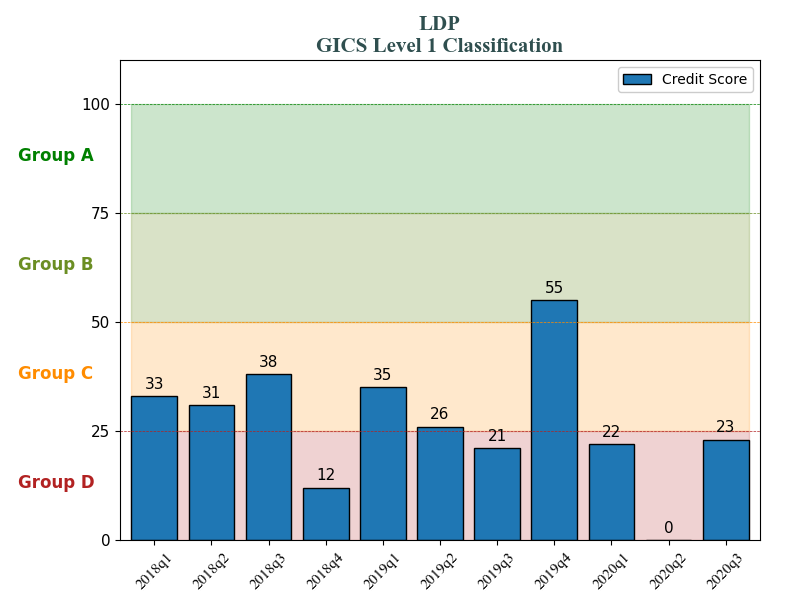 LDP
GICS Level 1 Classification
Credit Score
100
Group A
75
Group B
55
50
Group C
38
35
33
31
26
25
23
22
21
12
Group D
0
0
2018q1 2018q2 2018q3 2018q4 2019q1 2019q2 2019q3 2019q4 2020q1 2020q2 2020q3